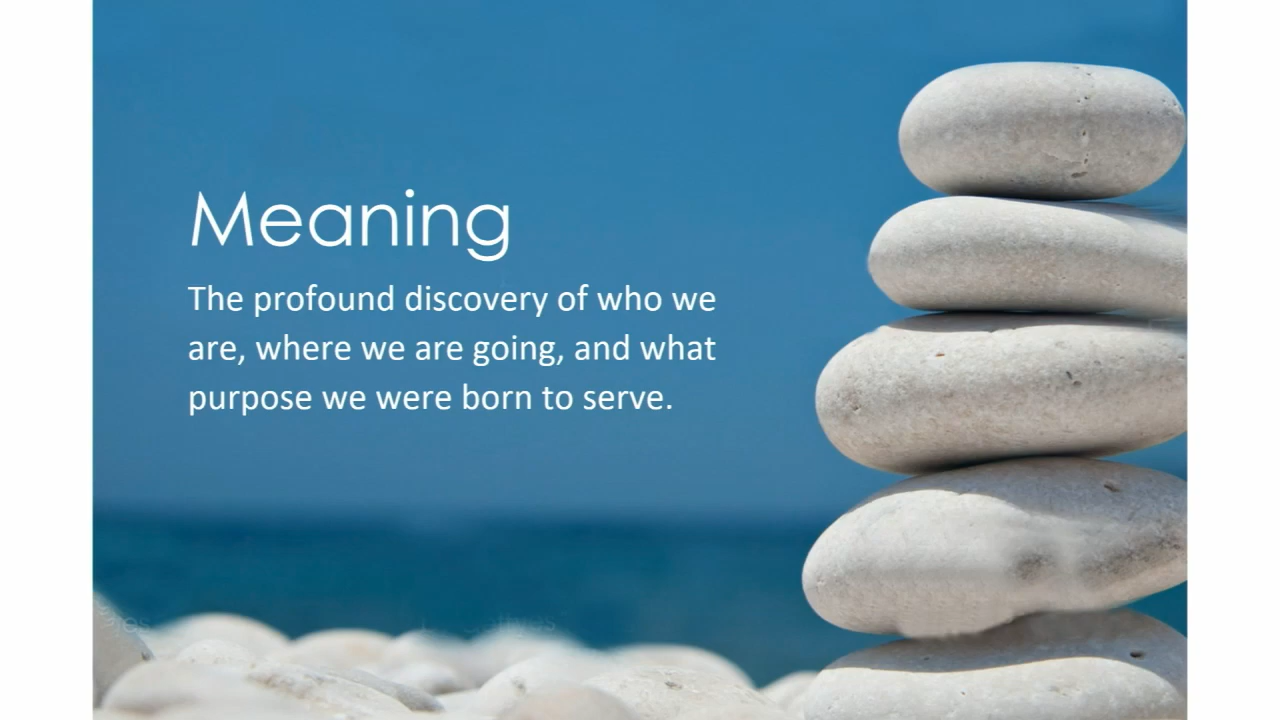 Meaning
The profound discovery of who we
are, where we are going, and what
purpose we were born to serve.